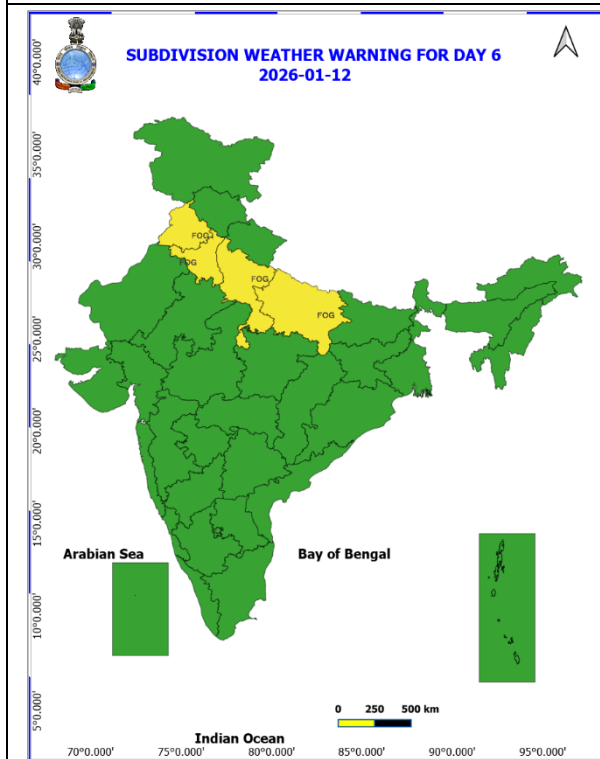 SUBDIVISION WEATHER WARNING FOR DAY 6
2026-01-12
40°0.000'
35°0.000'
30°0.000'
25°0.000'
20°0.000'
15°0.000'
10°0.000'
5°0.000'
FOG
FOG
FOG
FOG
Arabian Sea
Bay of Bengal
0 250 500 km
Indian Ocean
70°0.000' 75°0.000' 80°0.000' 85°0.000' 90°0.000' 95°0.000'